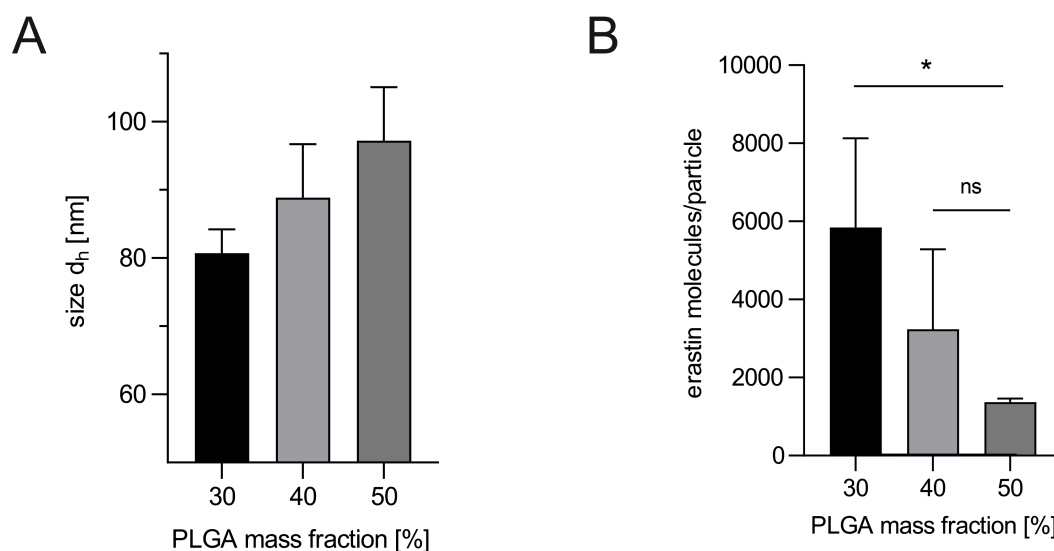 A
size dh [nm]
100
80
60
30 40 50
PLGA mass fraction [%]
B
erastin molecules/particle
10000
8000
6000
4000
2000
0
*
ns
30 40 50
PLGA mass fraction [%]